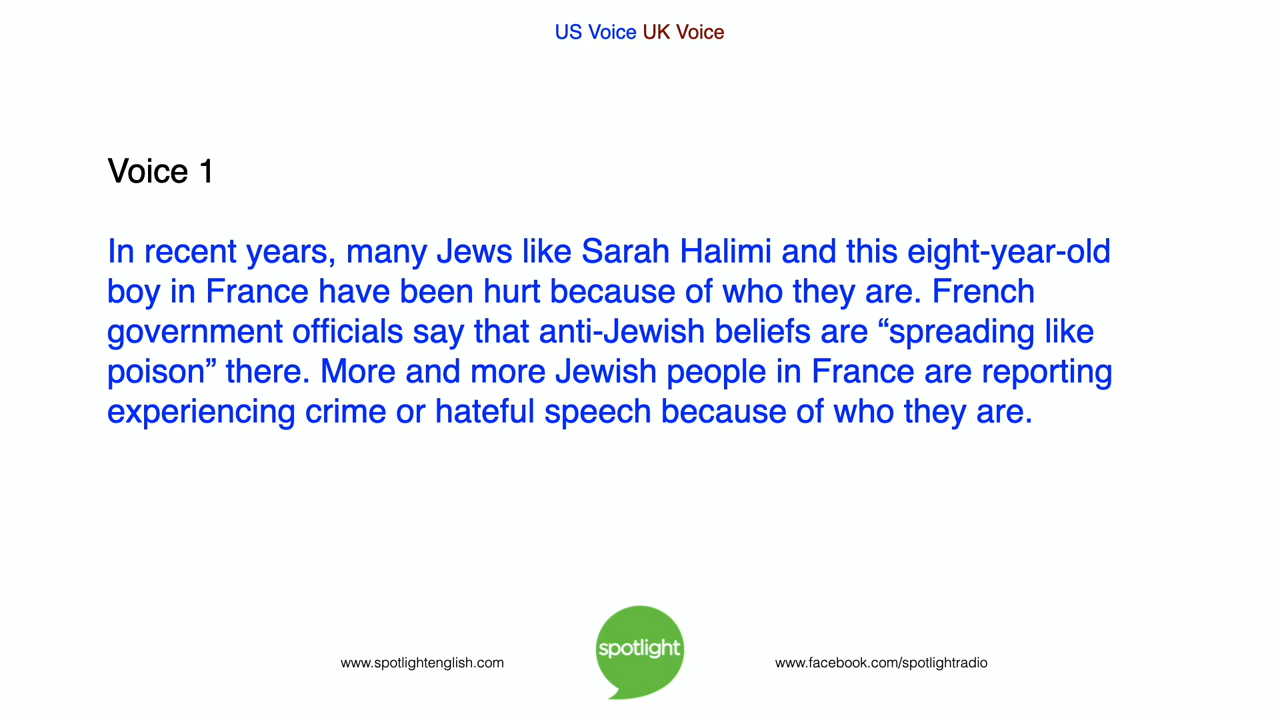 US Voice UK Voice
Voice 1
In recent years, many Jews like Sarah Halimi and this eight-year-old
boy in France have been hurt because of who they are. French
government officials say that anti-Jewish beliefs are “spreading like
poison” there. More and more Jewish people in France are reporting
experiencing crime or hateful speech because of who they are.
spotlight
www.spotlightenglish.com
www.facebook.com/spotlightradio